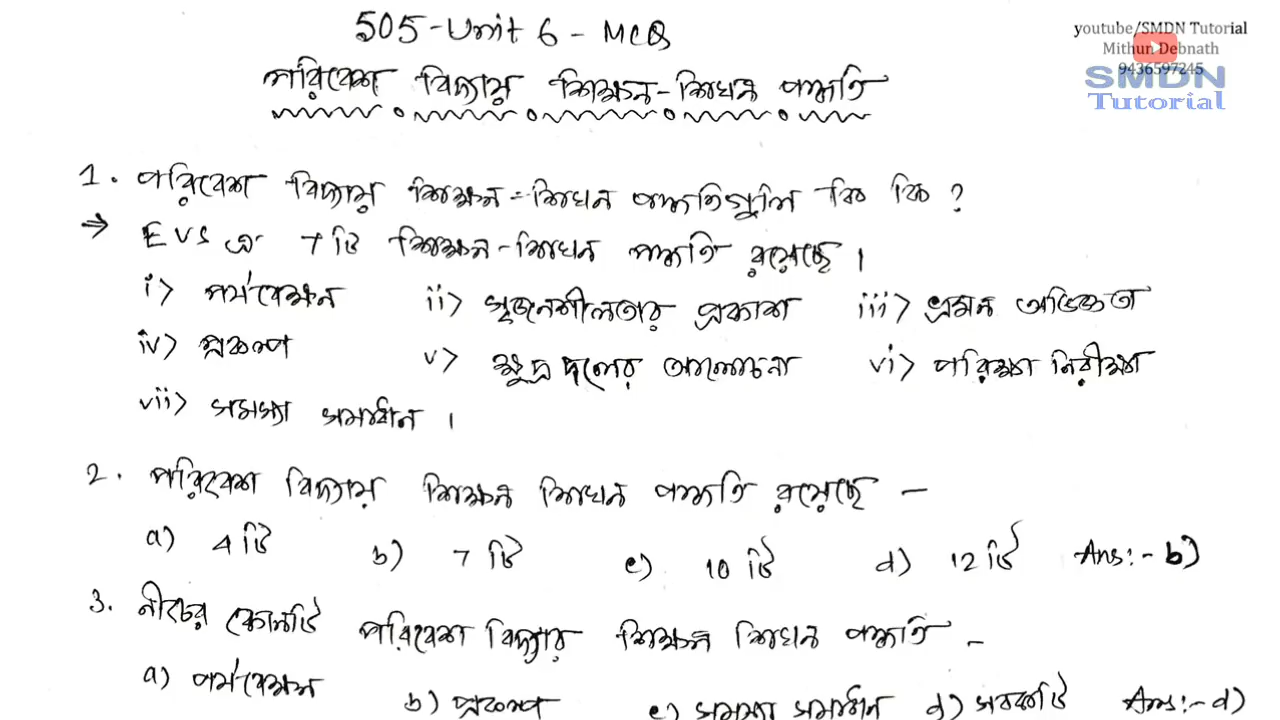 505-Unit 6 - MCQ
youtube/SMDN Tutorial
Mithun Debnath
9436597245
SMDN
Tutorial
পরিবেশ বিদ্যায় শিক্ষন-শিখন পদ্ধতি
1. পরিবেশ বিদ্যায় শিক্ষন-শিখন পদ্ধতিগুলি কি কি ?
⇒ EVS এ 7 টি শিক্ষন-শিখন পদ্ধতি রয়েছে।
i> পর্যবেক্ষন ii> সৃজনশীলতার প্রকাশ iii> ভ্রমন অভিজ্ঞতা
iv> প্রকল্প v> ক্ষুদ্র দলের আলোচনা vi> পরিক্ষা নিরীক্ষা
vii> সমস্যা সমাধান।
2. পরিবেশ বিদ্যায় শিক্ষন শিখন পদ্ধতি রয়েছে –
a) 4 টি b) 7 টি c) 10 টি d) 12 টি Ans:- b)
3. নীচের কোনটি পরিবেশ বিদ্যার শিক্ষন শিখন পদ্ধতি –
a) পর্যবেক্ষন b) প্রকল্প c) সমস্যা সমাধান d) সবকটি Ans:- d)